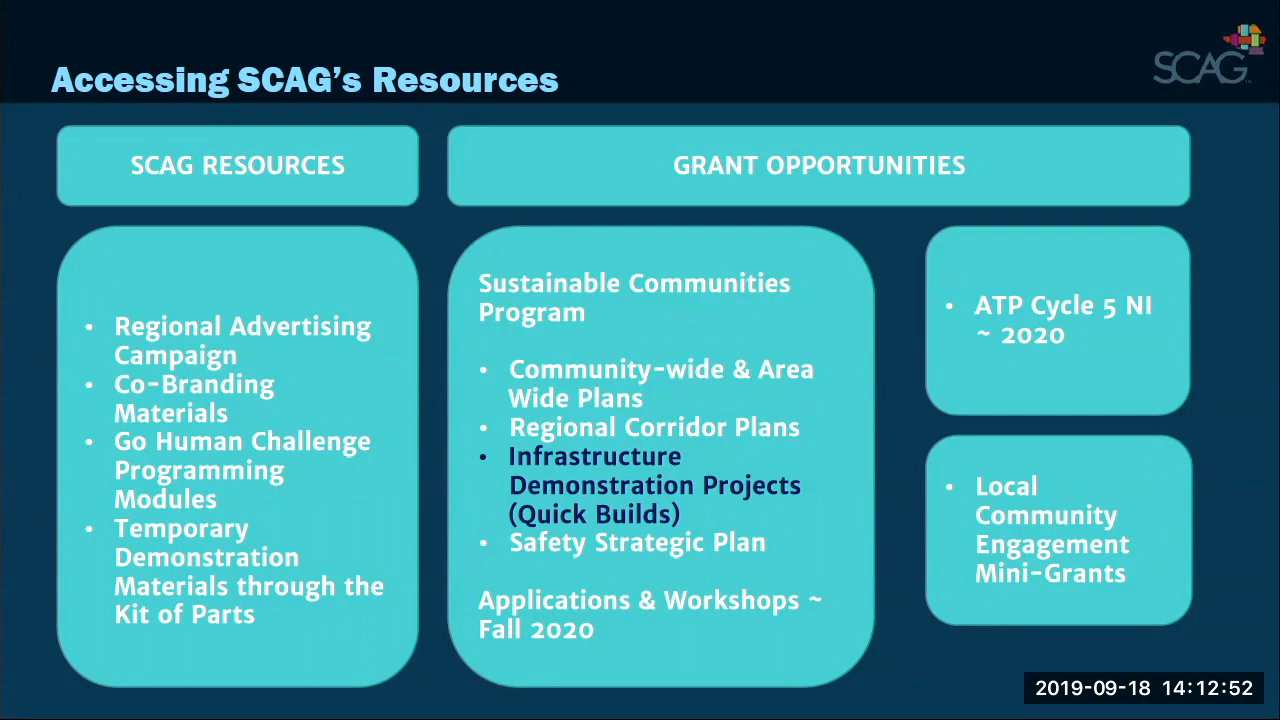 SCAG
Accessing SCAG's Resources
SCAG RESOURCES
GRANT OPPORTUNITIES
• Regional Advertising
Campaign
• Co-Branding
Materials
• Go Human Challenge
Programming
Modules
• Temporary
Demonstration
Materials through the
Kit of Parts
Sustainable Communities
Program
• Community-wide & Area
Wide Plans
• Regional Corridor Plans
• Infrastructure
Demonstration Projects
(Quick Builds)
• Safety Strategic Plan
Applications & Workshops ~
Fall 2020
• ATP Cycle 5 NI
~ 2020
• Local
Community
Engagement
Mini-Grants
2019-09-18 14:12:52